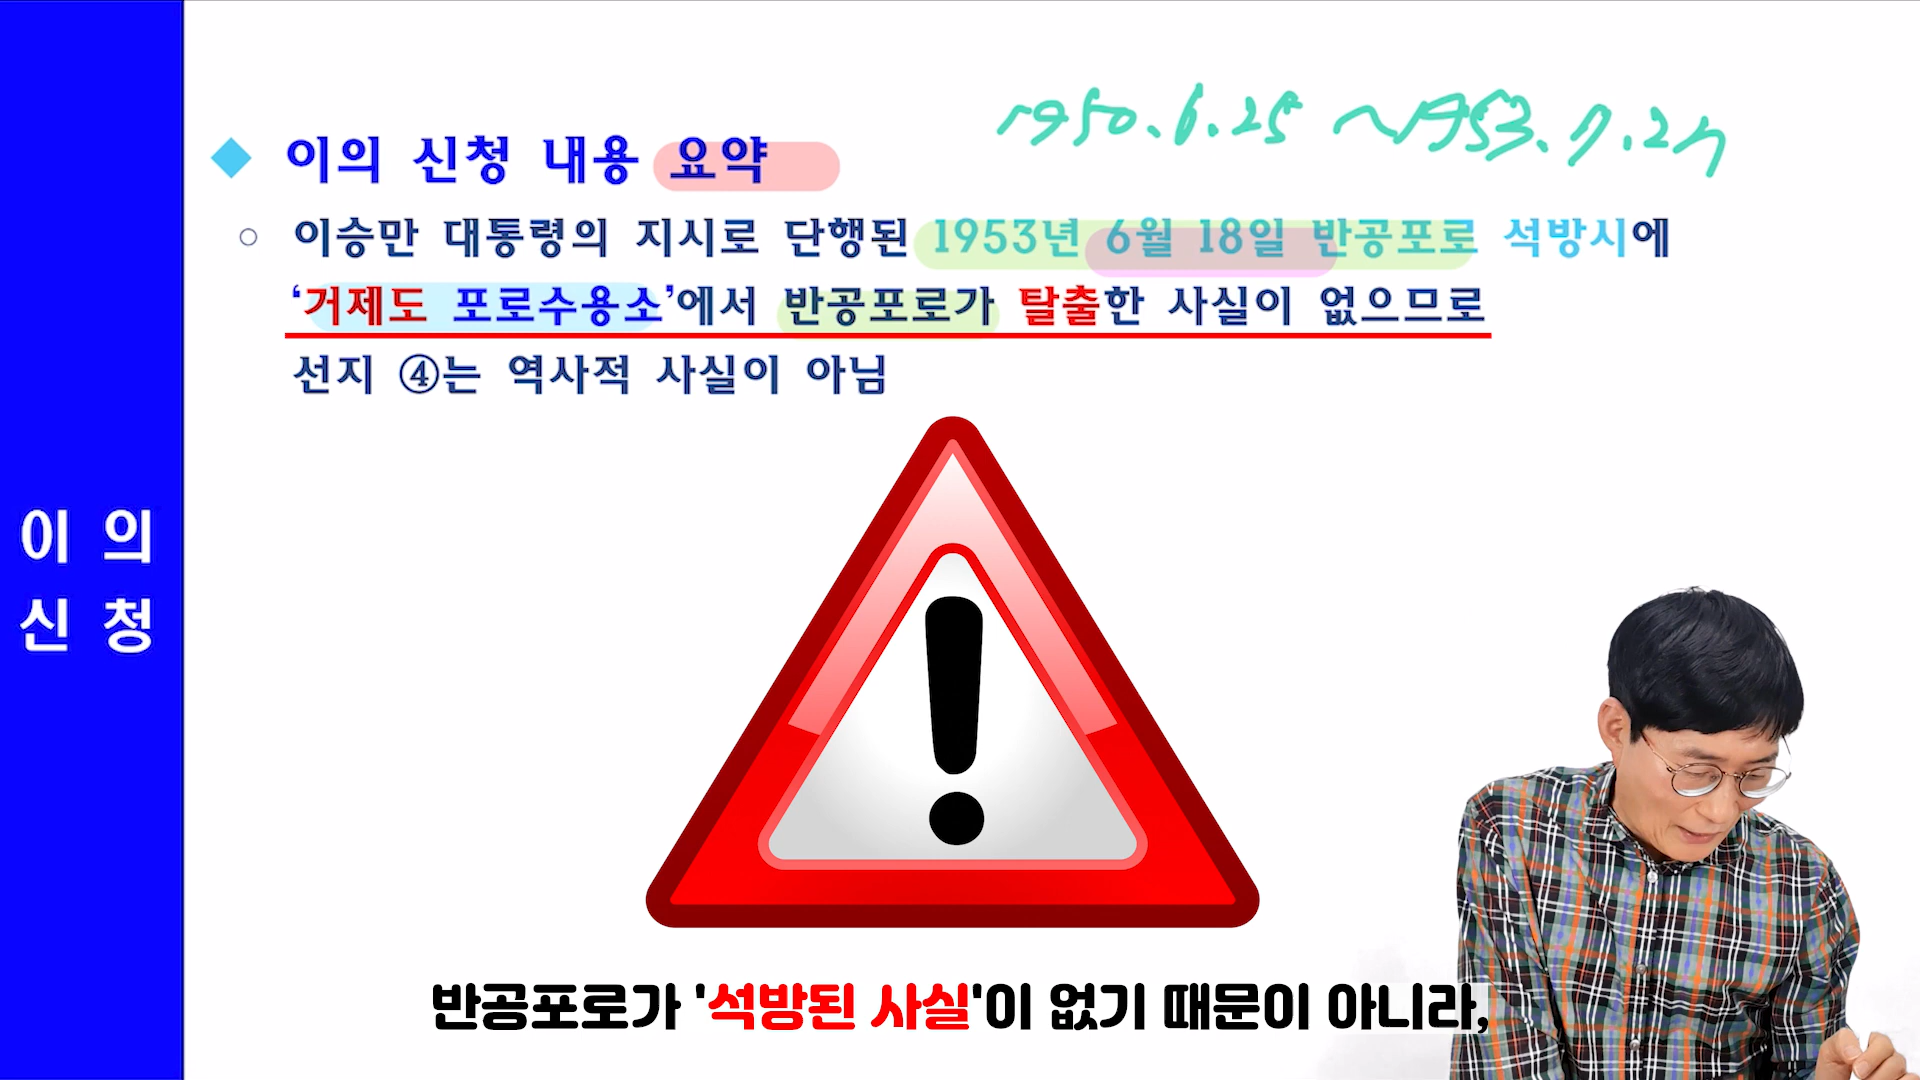 1950.6.25 ~1953.7.27
◆ 이의 신청 내용 요약
○ 이승만 대통령의 지시로 단행된 1953년 6월 18일 반공포로 석방시에
‘거제도 포로수용소’에서 반공포로가 탈출한 사실이 없으므로
선지 ④는 역사적 사실이 아님
이 의
신 청
반공포로가 '석방된 사실'이 없기 때문이 아니라,